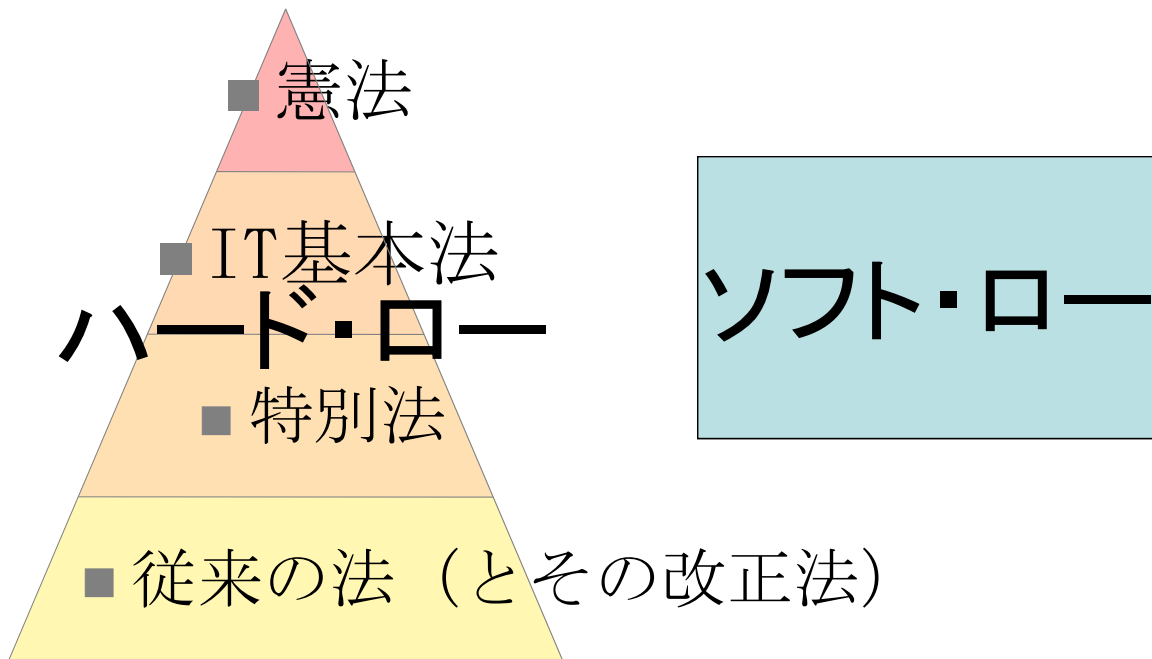 ■ 憲法
■ IT基本法
ハード・ロー
ソフト・ロー
■ 特別法
■ 従来の法（とその改正法）